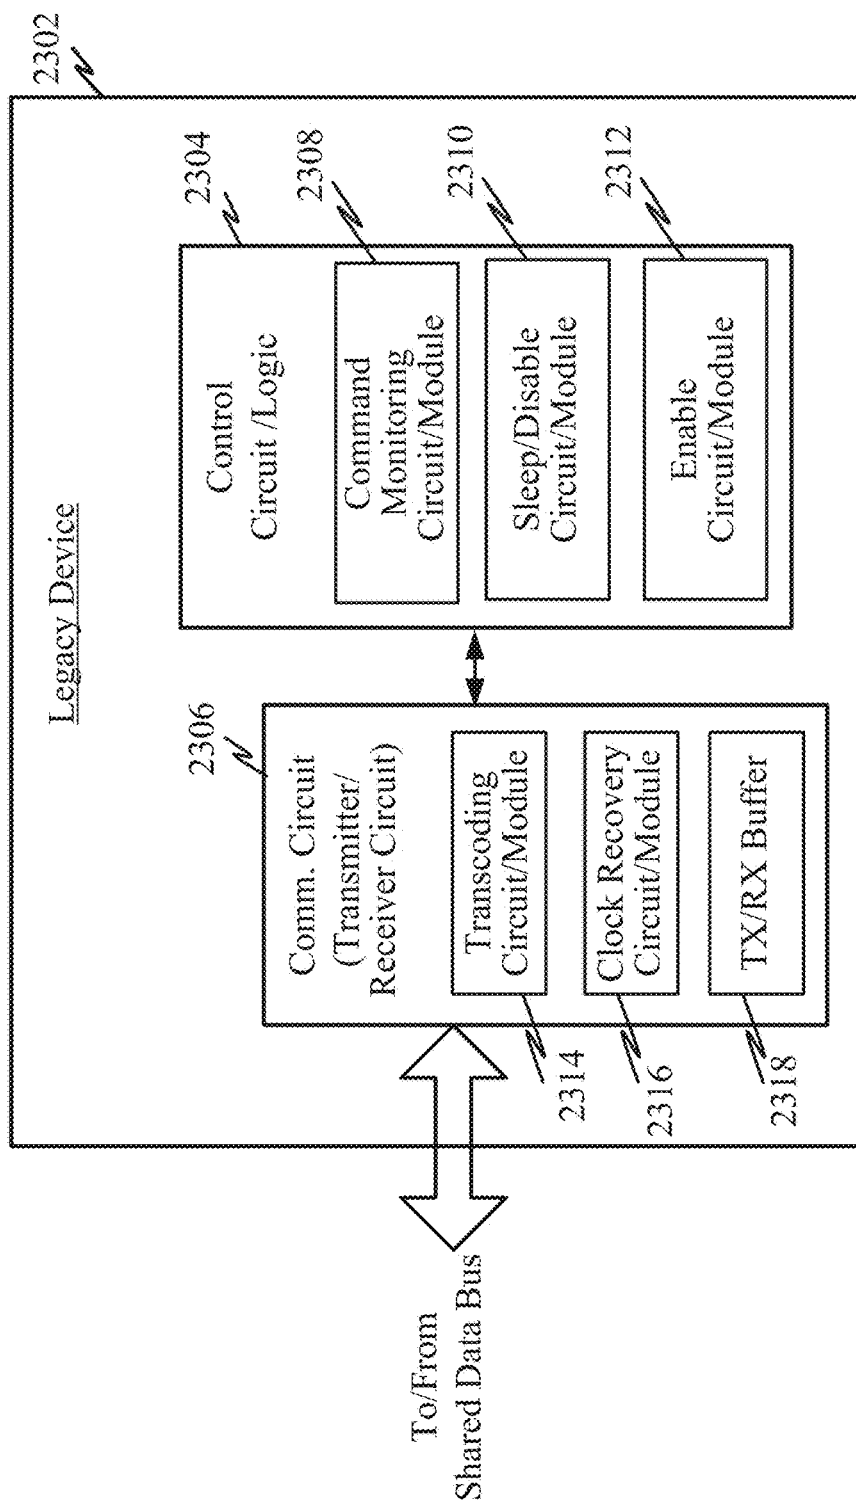 Legacy Device
2302
2306
Comm. Circuit
(Transmitter/
Receiver Circuit)
Transcoding
Circuit/Module
2314
Clock Recovery
Circuit/Module
2316
TX/RX Buffer
2318
2304
Control
Circuit /Logic
Command
Monitoring
Circuit/Module
2308
Sleep/Disable
Circuit/Module
2310
Enable
Circuit/Module
2312
To/From
Shared Data Bus